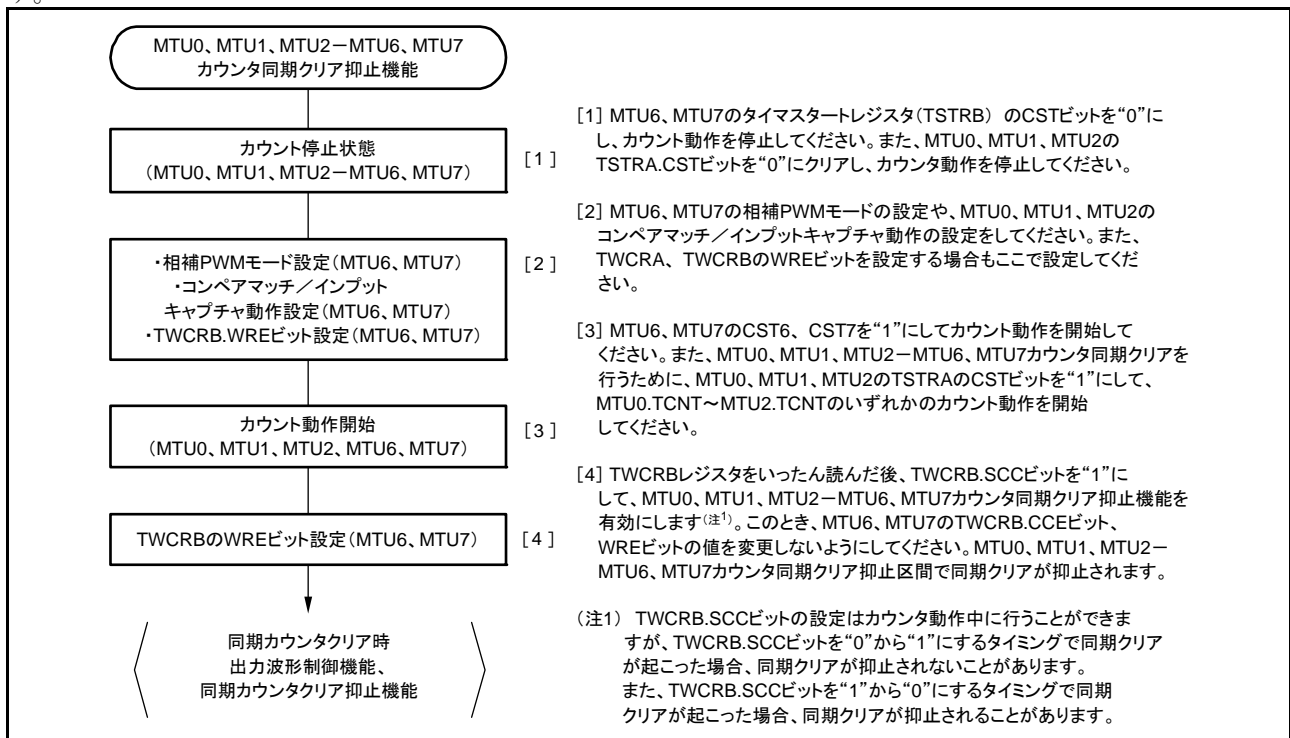 す。
MTU0、MTU1、MTU2－MTU6、MTU7
カウンタ同期クリア抑止機能
カウント停止状態
(MTU0、MTU1、MTU2－MTU6、MTU7)
[1]
・相補PWMモード設定(MTU6、MTU7)
・コンペアマッチ／インプット
キャプチャ動作設定(MTU6、MTU7)
・TWCRB.WREビット設定(MTU6、MTU7)
[2]
カウント動作開始
(MTU0、MTU1、MTU2、MTU6、MTU7)
[3]
TWCRBのWREビット設定(MTU6、MTU7)
[4]
同期カウンタクリア時
出力波形制御機能、
同期カウンタクリア抑止機能
[1] MTU6、MTU7のタイマスタートレジスタ(TSTRB) のCSTビットを“0”に
し、カウント動作を停止してください。また、MTU0、MTU1、MTU2の
TSTRA.CSTビットを“0”にクリアし、カウンタ動作を停止してください。
[2] MTU6、MTU7の相補PWMモードの設定や、MTU0、MTU1、MTU2の
コンペアマッチ／インプットキャプチャ動作の設定をしてください。また、
TWCRA、TWCRBのWREビットを設定する場合もここで設定してくだ
さい。
[3] MTU6、MTU7のCST6、CST7を“1”にしてカウント動作を開始して
ください。また、MTU0、MTU1、MTU2－MTU6、MTU7カウンタ同期クリアを
行うために、MTU0、MTU1、MTU2のTSTRAのCSTビットを“1”にして、
MTU0.TCNT～MTU2.TCNTのいずれかのカウント動作を開始
してください。
[4] TWCRBレジスタをいったん読んだ後、TWCRB.SCCビットを“1”に
して、MTU0、MTU1、MTU2－MTU6、MTU7カウンタ同期クリア抑止機能を
有効にします(注1)。このとき、MTU6、MTU7のTWCRB.CCEビット、
WREビットの値を変更しないようにしてください。MTU0、MTU1、MTU2－
MTU6、MTU7カウンタ同期クリア抑止区間で同期クリアが抑止されます。
(注1) TWCRB.SCCビットの設定はカウンタ動作中に行うことができま
すが、TWCRB.SCCビットを“0”から“1”にするタイミングで同期クリア
が起こった場合、同期クリアが抑止されないことがあります。
また、TWCRB.SCCビットを“1”から“0”にするタイミングで同期
クリアが起こった場合、同期クリアが抑止されることがあります。